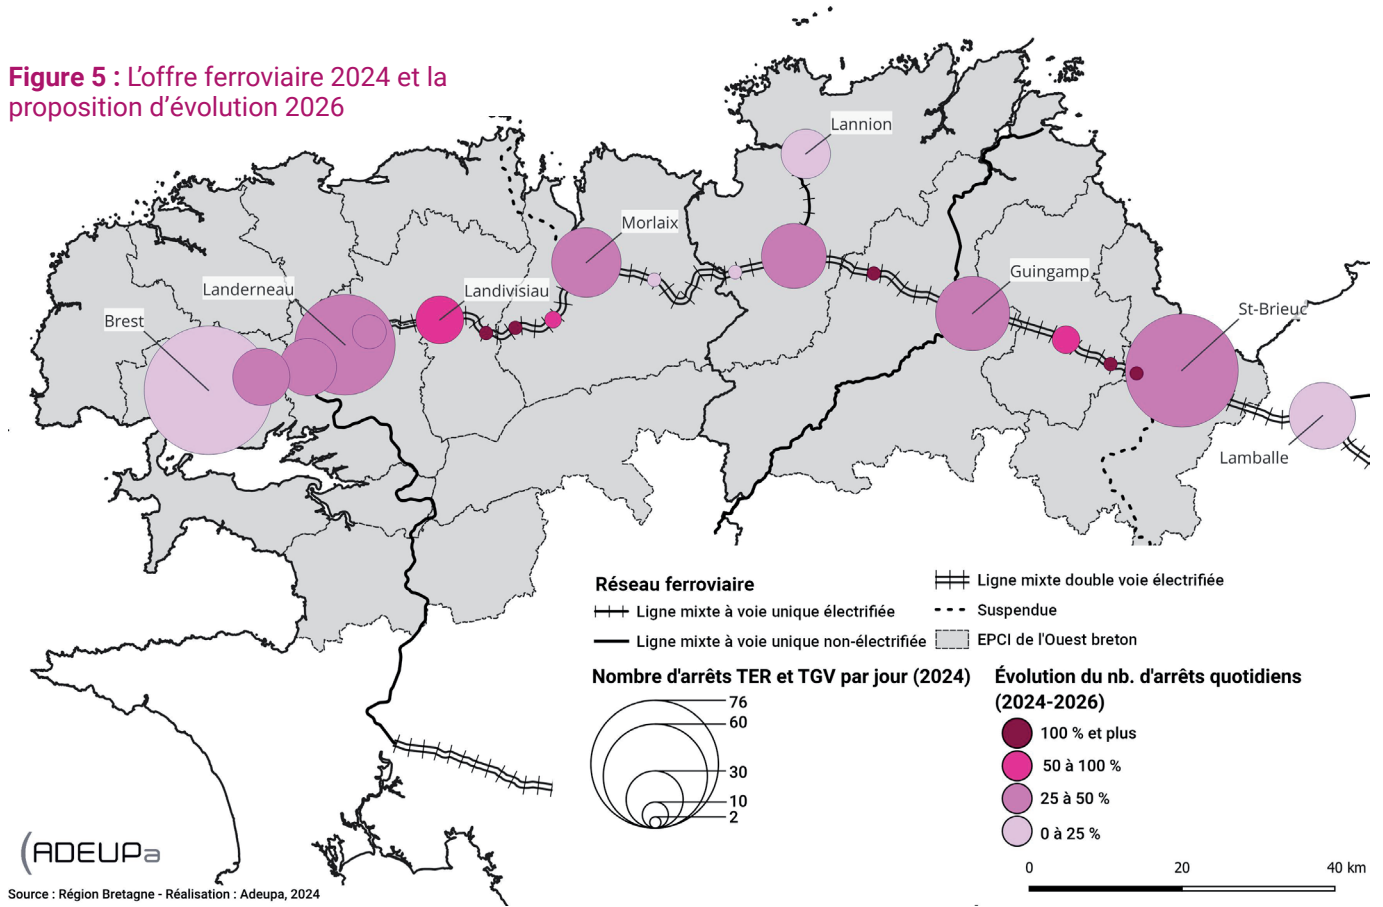 Figure 5 : L'offre ferroviaire 2024 et la
proposition d'évolution 2026
Lannion
Morlaix
Guingamp
Landerneau
Landivisiau
St-Brieuc
Brest
Lamballe
Réseau ferroviaire
Ligne mixte à voie unique électrifiée
Ligne mixte à voie unique non-électrifiée
Ligne mixte double voie électrifiée
Suspendue
EPCI de l'Ouest breton
Nombre d'arrêts TER et TGV par jour (2024)
76
60
30
10
2
Évolution du nb. d'arrêts quotidiens
(2024-2026)
100 % et plus
50 à 100 %
25 à 50 %
0 à 25 %
0 20 40 km
ADEUPa
Source : Région Bretagne - Réalisation : Adeupa, 2024